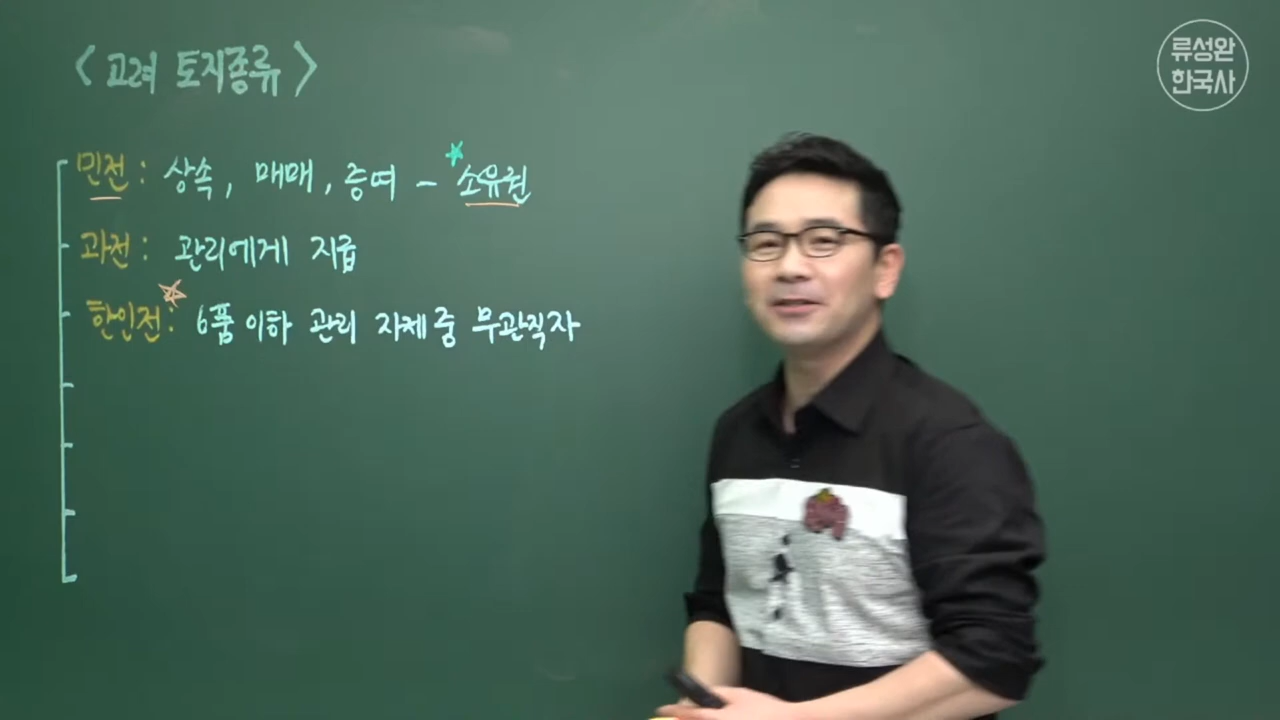 <고려 토지종류>
류성완
한국사
민전 : 상속, 매매, 증여 - 소유권
과전 : 관리에게 지급
한인전 : 6품 이하 관리 자제 중 무관직자